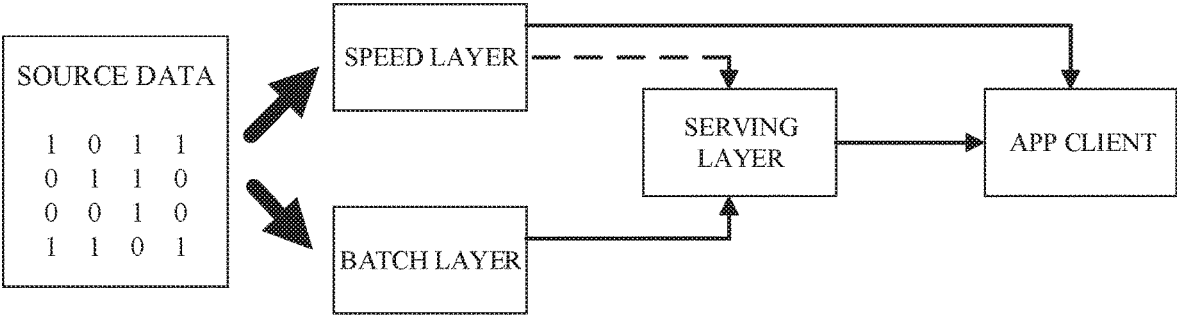 SOURCE DATA
1 0 1 1
0 1 1 0
0 0 1 0
1 1 0 1
SPEED LAYER
BATCH LAYER
SERVING
LAYER
APP CLIENT